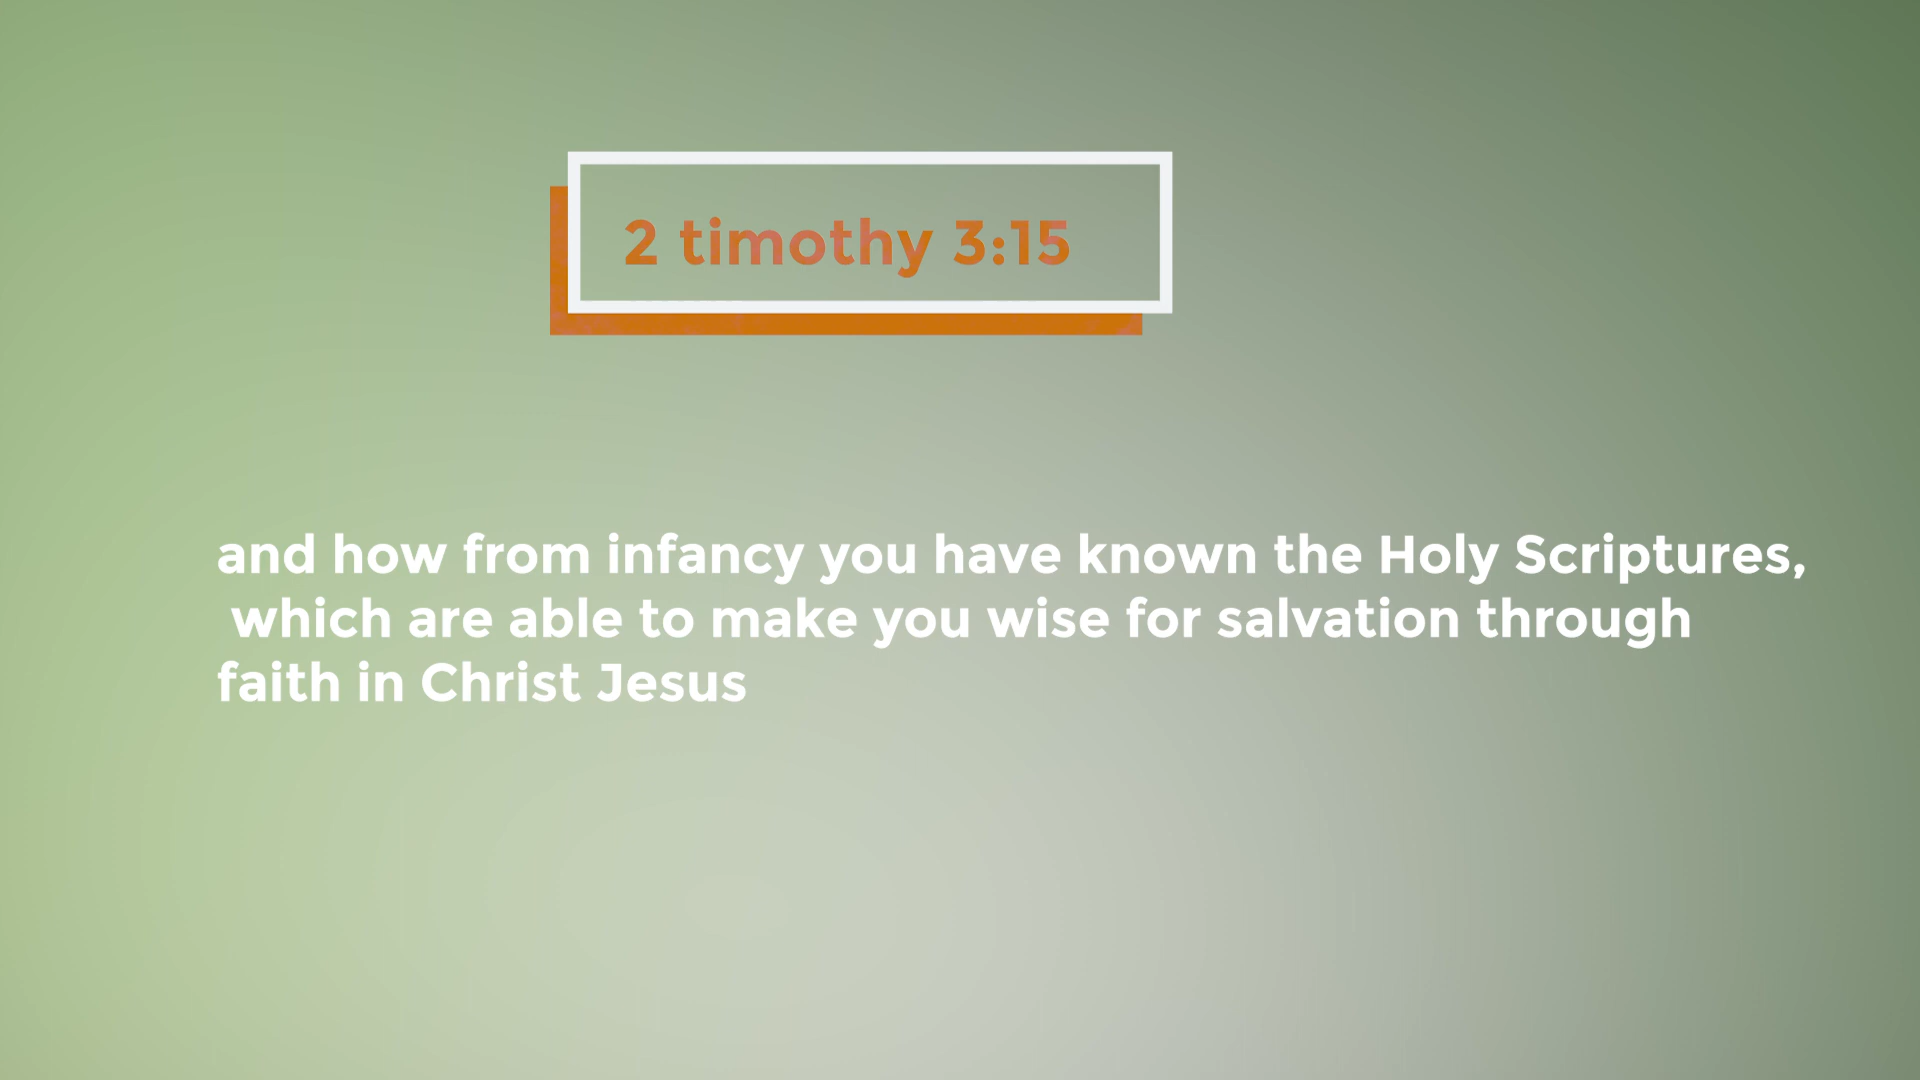 2 timothy 3:15
and how from infancy you have known the Holy Scriptures,
which are able to make you wise for salvation through
faith in Christ Jesus